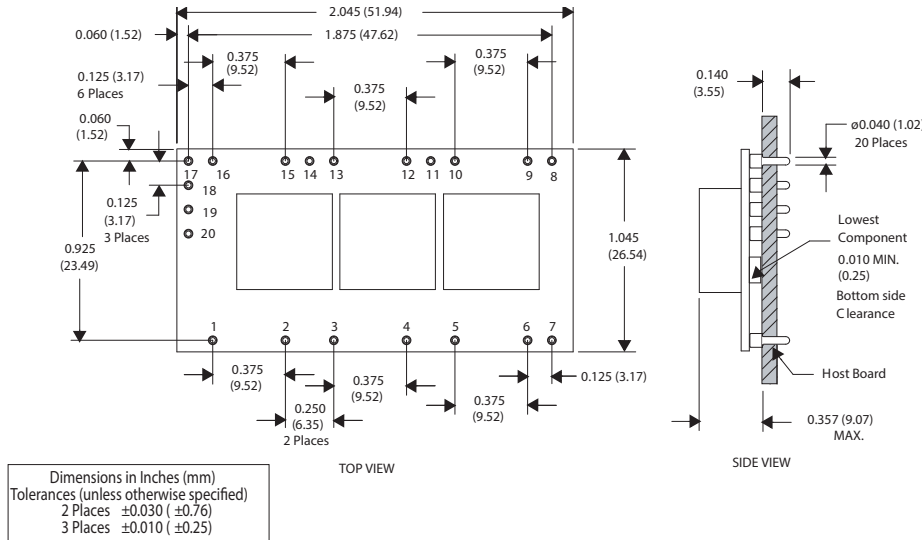 2.045 (51.94)
0.060 (1.52)
1.875 (47.62)
0.375
(9.52)
0.375
(9.52)
0.125 (3.17)
6 Places
0.375
(9.52)
0.060
(1.52)
17 16 15 14 13 12 11 10 9 8
18
19
20
0.125
(3.17)
3 Places
0.925
(23.49)
1.045
(26.54)
1 2 3 4 5 6 7
0.375
(9.52)
0.375
(9.52)
0.375
(9.52)
0.125 (3.17)
0.250
(6.35)
2 Places
TOP VIEW
0.140
(3.55)
ø0.040 (1.02)
20 Places
Lowest
Component
0.010 MIN.
(0.25)
Bottom side
Clearance
Host Board
0.357 (9.07)
MAX.
SIDE VIEW
Dimensions in Inches (mm)
Tolerances (unless otherwise specified)
2 Places ±0.030 ( ±0.76)
3 Places ±0.010 ( ±0.25)